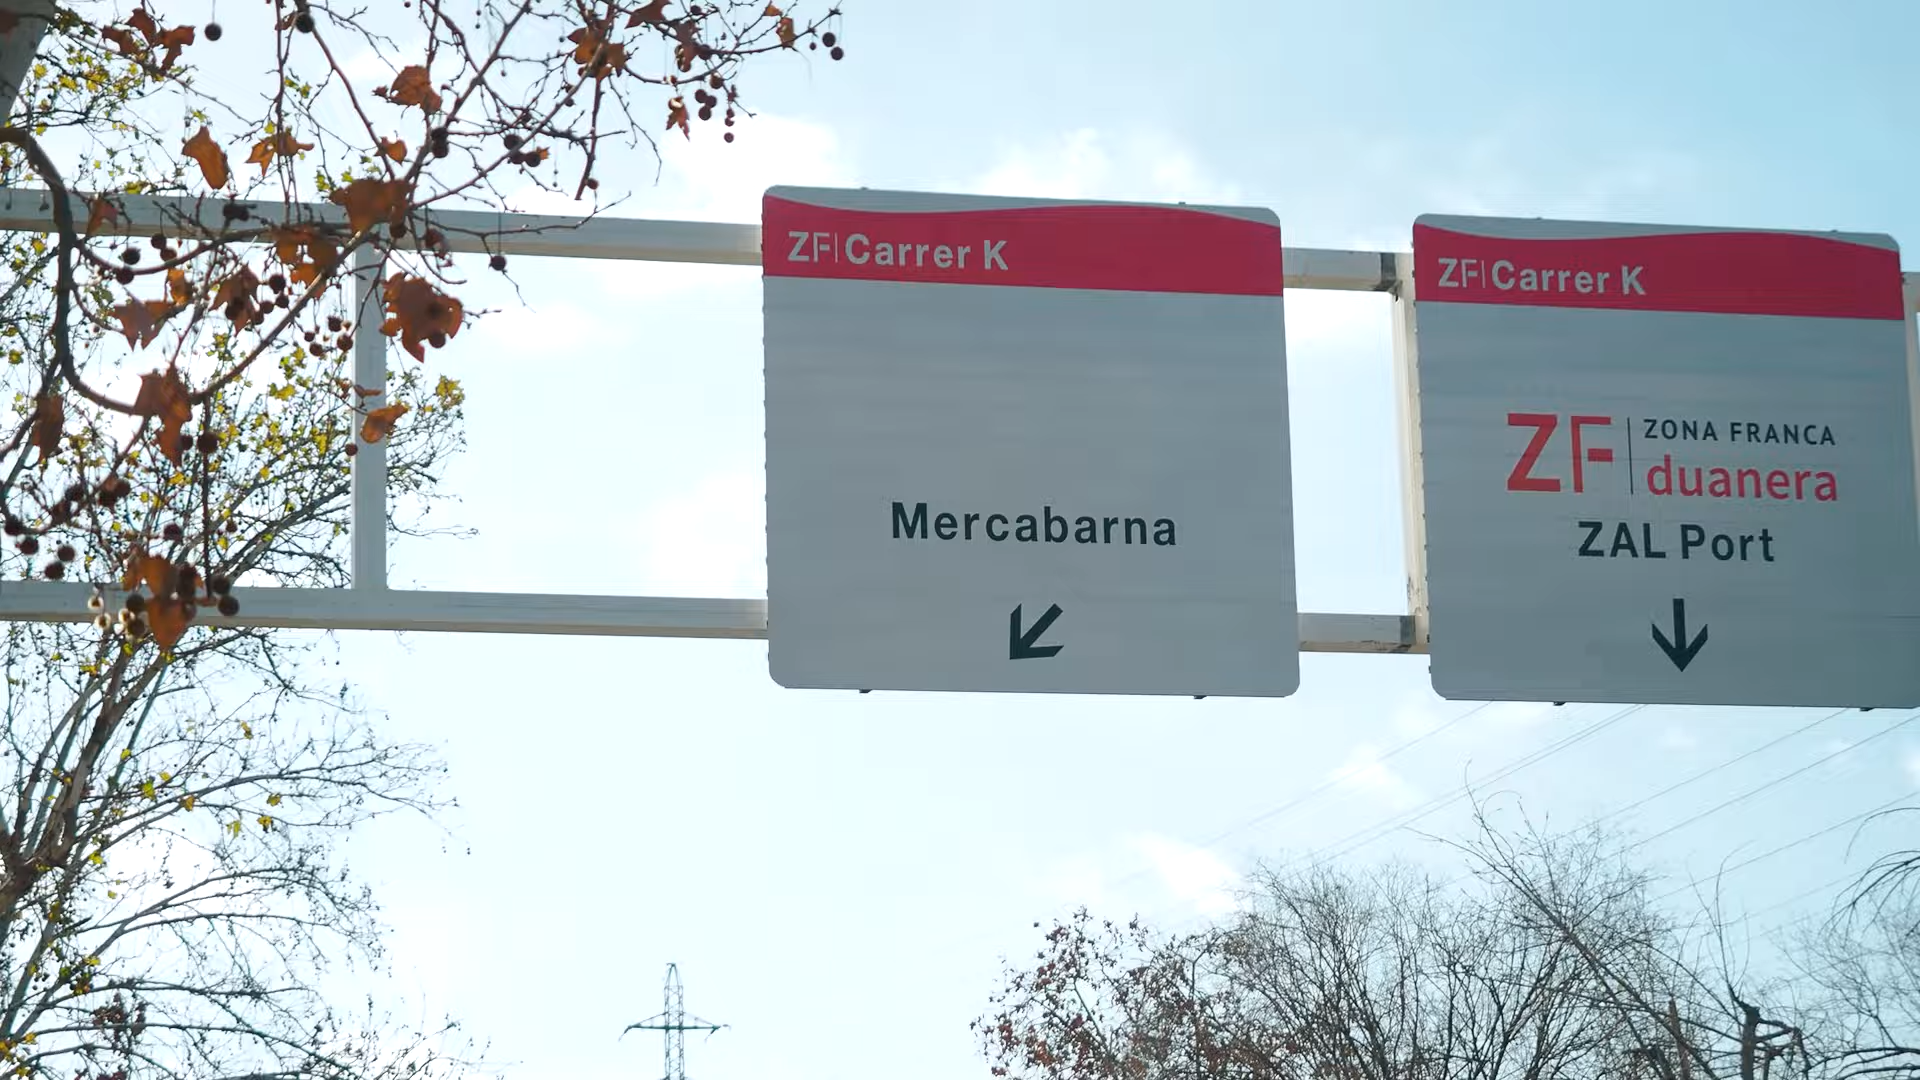 ZF|Carrer K
Mercabarna
ZF|Carrer K
ZF | ZONA FRANCA
duanera
ZAL Port